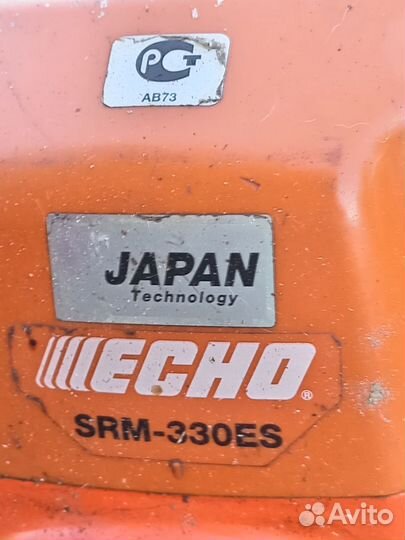 РСТ
АВ73
JAPAN
Technology
ECHO®
SRM-330ES
Avito